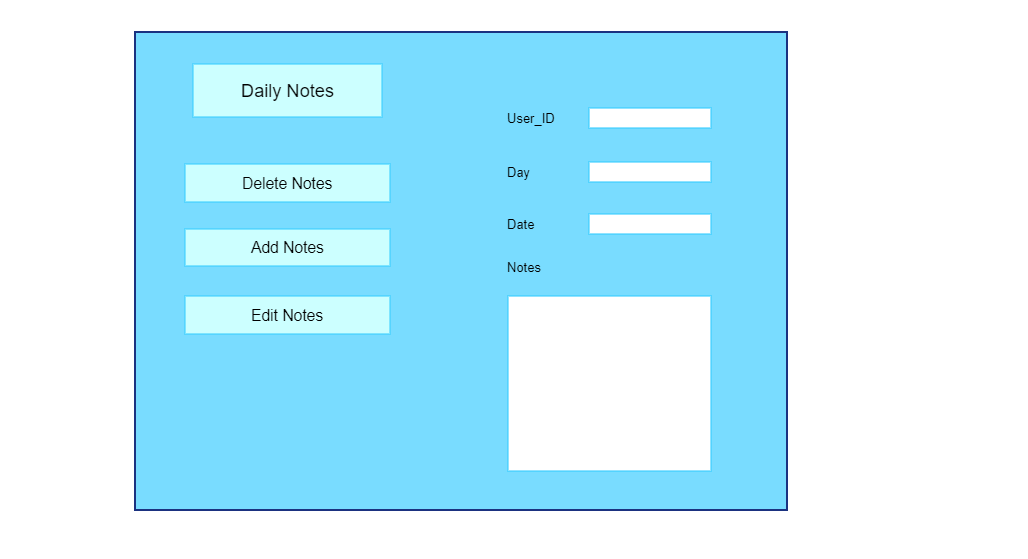 Daily Notes
Delete Notes
Add Notes
Edit Notes
User_ID
Day
Date
Notes